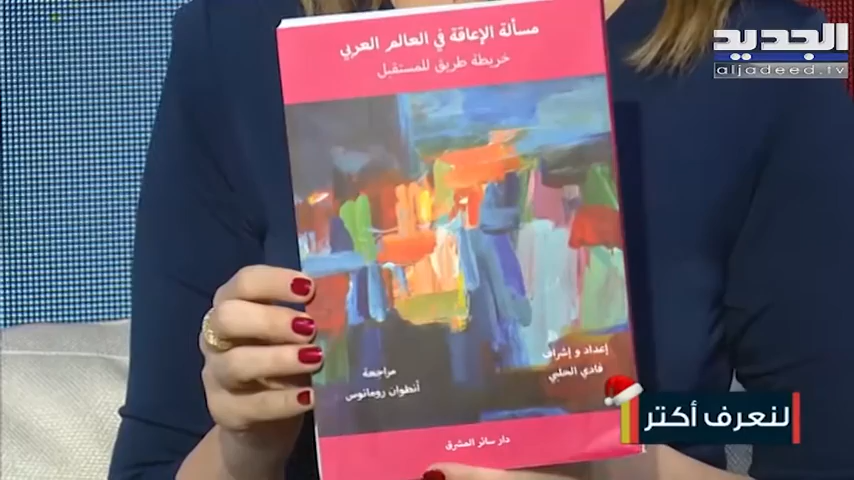 مسألة الإعاقة في العالم العربي
خريطة طريق للمستقبل
الجديد
aljadeed.tv
إعداد و إشراف
فادي الحلبي
مراجعة
أنطوان رومانوس
لنعرف أكتر
دار سائر المشرق